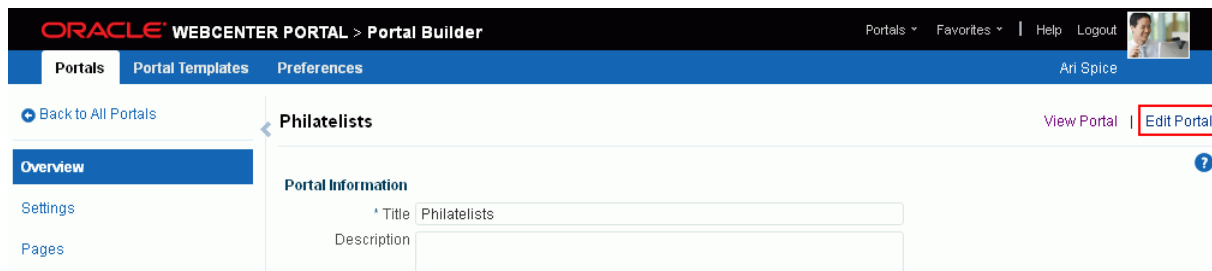 ORACLE WEBCENTER PORTAL > Portal Builder Portals Favorites | Help Logout
Portals Portal Templates Preferences Ari Spice
Back to All Portals
Philatelists View Portal | Edit Portal
Overview
?
Portal Information
Settings
* Title Philatelists
Description
Pages